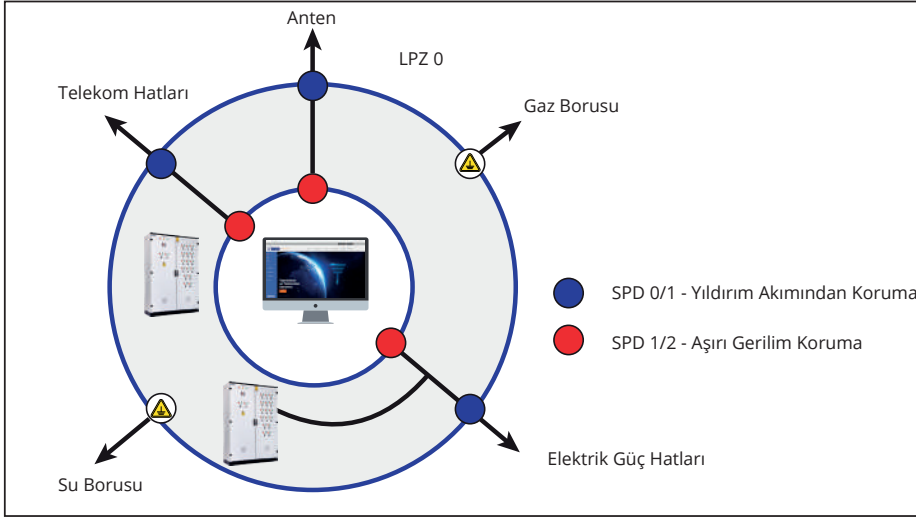 Anten
LPZ 0
Telekom Hatları
Gaz Borusu
SPD 0/1 - Yıldırım Akımından Koruma
SPD 1/2 - Aşırı Gerilim Koruma
Elektrik Güç Hatları
Su Borusu